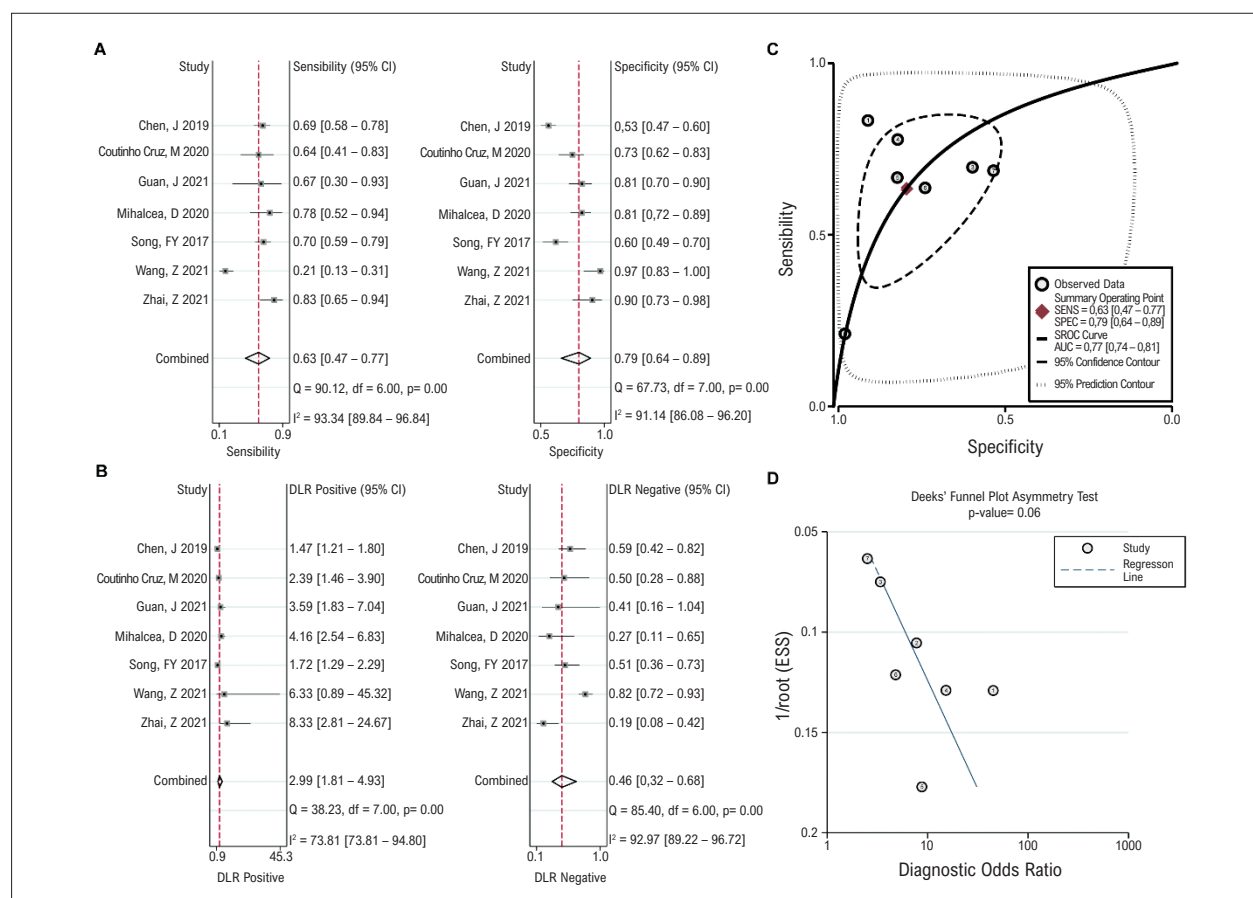 A
Study
Sensibility (95% CI)
Chen, J 2019
0.69 [0.58 – 0.78]
Coutinho Cruz, M 2020
0.64 [0.41 – 0.83]
Guan, J 2021
0.67 [0.30 – 0.93]
Mihalcea, D 2020
0.78 [0.52 – 0.94]
Song, FY 2017
0.70 [0.59 – 0.79]
Wang, Z 2021
0.21 [0.13 – 0.31]
Zhai, Z 2021
0.83 [0.65 – 0.94]
Combined
0.63 [0.47 – 0.77]
Q = 90.12, df = 6.00, p= 0.00
I² = 93.34 [89.84 – 96.84]
0.1
0.9
Sensibility
Study
Specificity (95% CI)
Chen, J 2019
0,53 [0.47 – 0.60]
Coutinho Cruz, M 2020
0.73 [0.62 – 0.83]
Guan, J 2021
0.81 [0.70 – 0.90]
Mihalcea, D 2020
0.81 [0,72 – 0.89]
Song, FY 2017
0.60 [0.49 – 0.70]
Wang, Z 2021
0.97 [0.83 – 1.00]
Zhai, Z 2021
0.90 [0.73 – 0.98]
Combined
0.79 [0.64 – 0.89]
Q = 67.73, df = 7.00, p= 0.00
I² = 91.14 [86.08 – 96.20]
0.5
1.0
Specificity
B
Study
DLR Positive (95% CI)
Chen, J 2019
1.47 [1.21 – 1.80]
Coutinho Cruz, M 2020
2.39 [1.46 – 3.90]
Guan, J 2021
3.59 [1.83 – 7.04]
Mihalcea, D 2020
4.16 [2.54 – 6.83]
Song, FY 2017
1.72 [1.29 – 2.29]
Wang, Z 2021
6.33 [0.89 – 45.32]
Zhai, Z 2021
8.33 [2.81 – 24.67]
Combined
2.99 [1.81 – 4.93]
Q = 38.23, df = 7.00, p= 0.00
I² = 73.81 [73.81 – 94.80]
0.9
45.3
DLR Positive
Study
DLR Negative (95% CI)
Chen, J 2019
0.59 [0.42 – 0.82]
Coutinho Cruz, M 2020
0.50 [0.28 – 0.88]
Guan, J 2021
0.41 [0.16 – 1.04]
Mihalcea, D 2020
0.27 [0.11 – 0.65]
Song, FY 2017
0.51 [0.36 – 0.73]
Wang, Z 2021
0.82 [0.72 – 0.93]
Zhai, Z 2021
0.19 [0.08 – 0.42]
Combined
0.46 [0,32 – 0.68]
Q = 85.40, df = 6.00, p= 0.00
I² = 92.97 [89.22 – 96.72]
0.1
1.0
DLR Negative
C
Sensibility
1.0
0.5
0.0
1
4
3
Observed Data
Summary Operating Point
SENS = 0,63 [0,47 – 0.77]
SPEC = 0,79 [0,64 – 0,89]
SROC Curve
AUC = 0,77 [0,74 – 0,81]
95% Confidence Contour
95% Prediction Contour
1.0
0.5
0.0
Specificity
D
Deeks' Funnel Plot Asymmetry Test
p-value= 0.06
1/root (ESS)
0.05
0.1
0.15
0.2
7
3
2
6
4
1
5
Study
Regresson
Line
1
10
100
1000
Diagnostic Odds Ratio